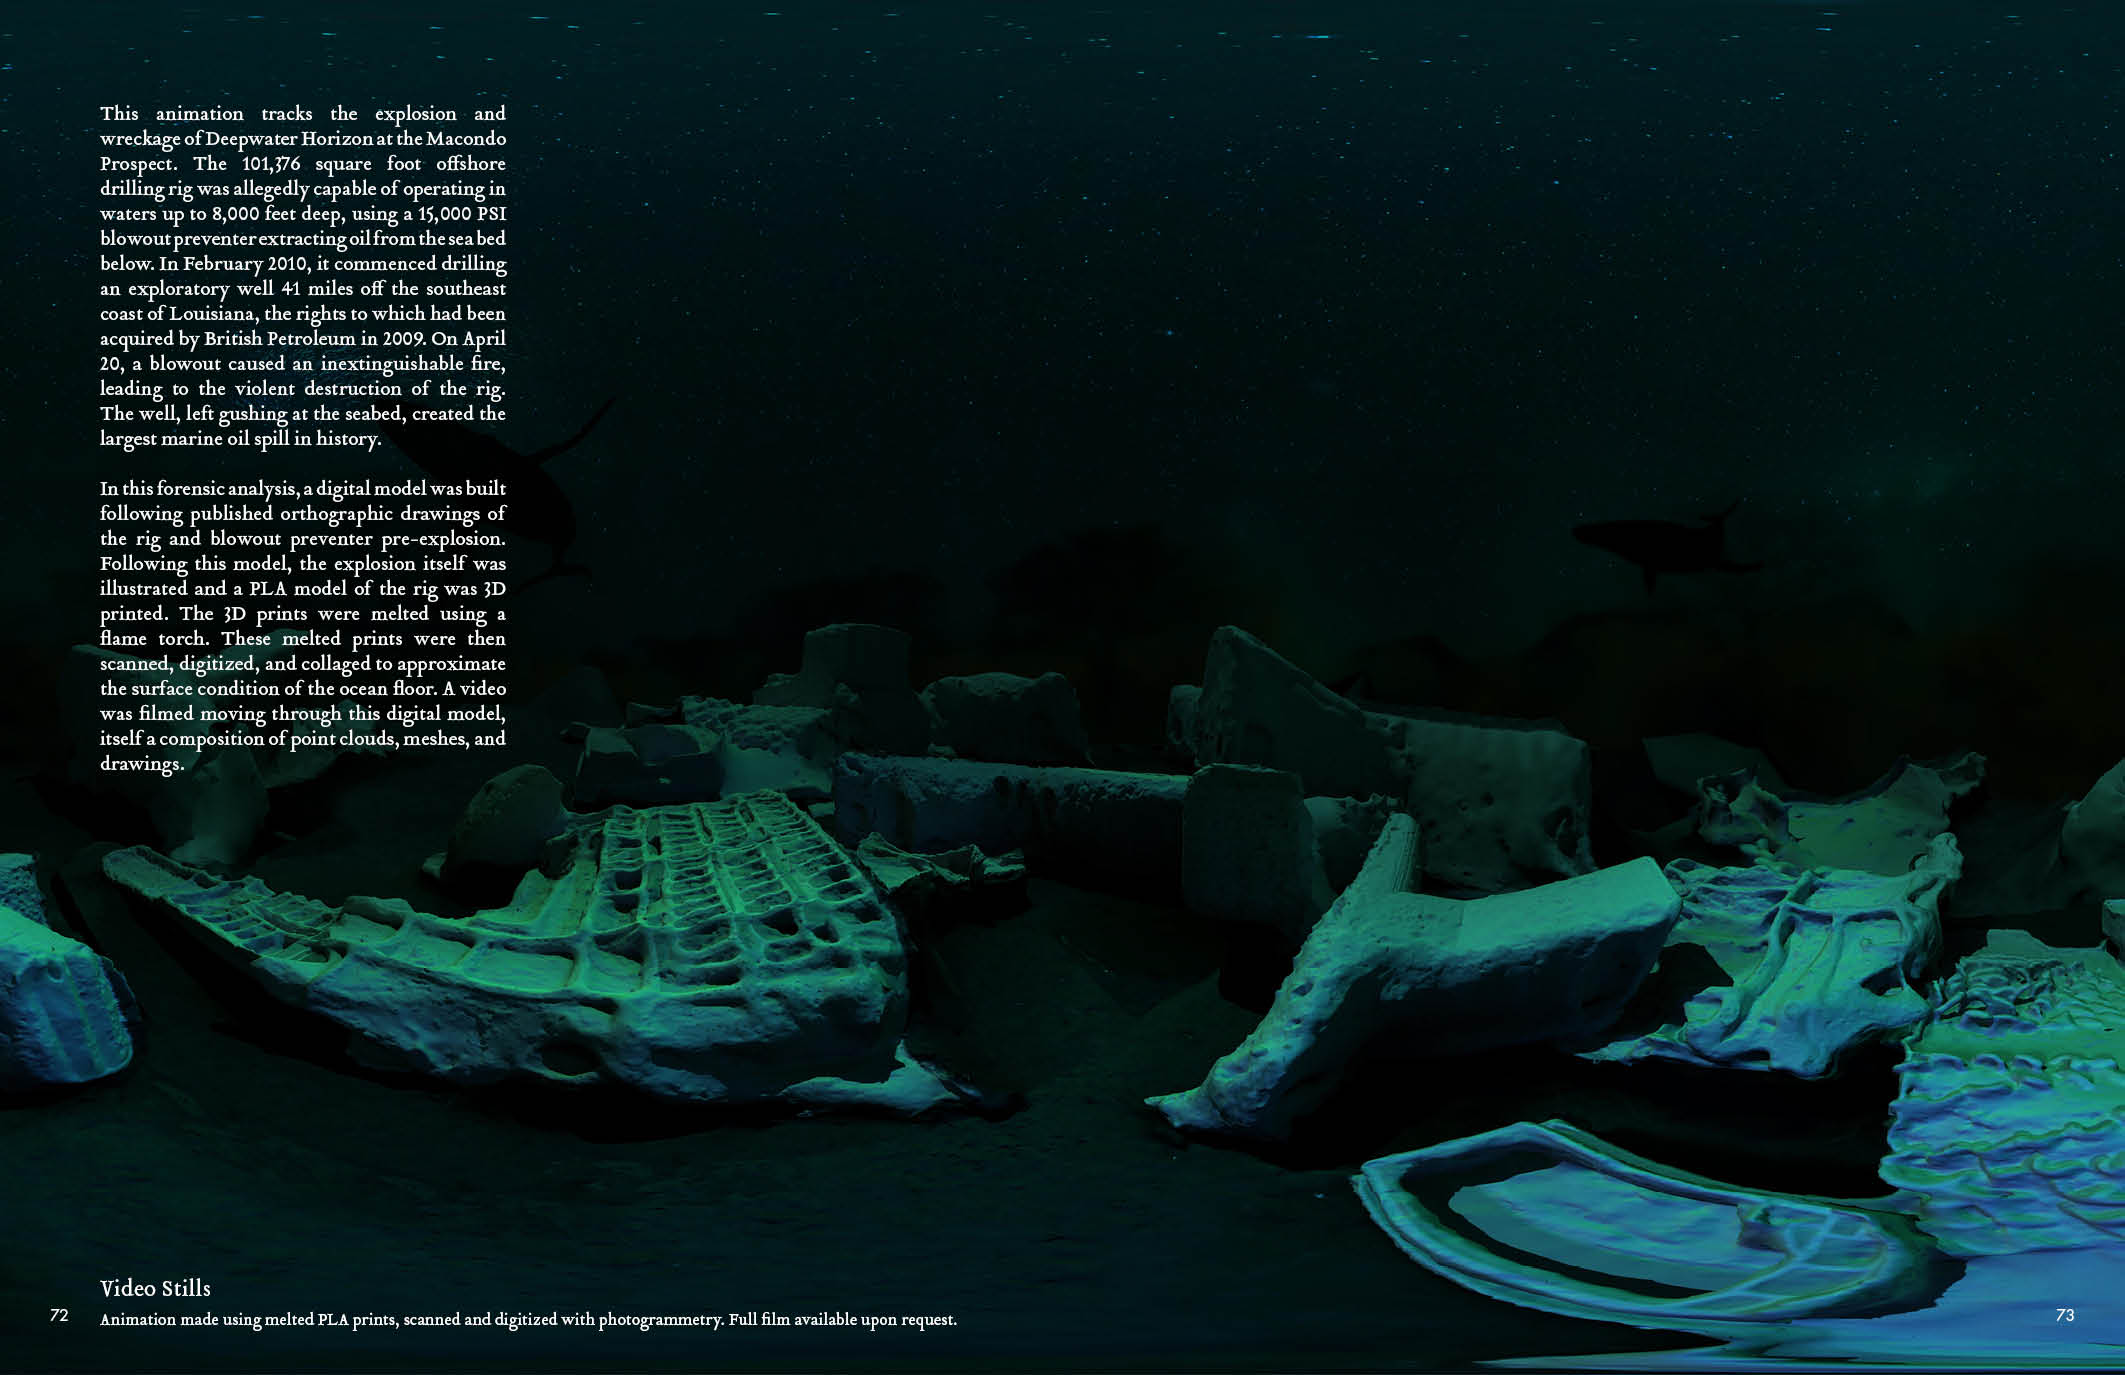 This animation tracks the explosion and
wreckage of Deepwater Horizon at the Macondo
Prospect. The 101,376 square foot offshore
drilling rig was allegedly capable of operating in
waters up to 8,000 feet deep, using a 15,000 PSI
blowout preventer extracting oil from the sea bed
below. In February 2010, it commenced drilling
an exploratory well 41 miles off the southeast
coast of Louisiana, the rights to which had been
acquired by British Petroleum in 2009. On April
20, a blowout caused an inextinguishable fire,
leading to the violent destruction of the rig.
The well, left gushing at the seabed, created the
largest marine oil spill in history.
In this forensic analysis, a digital model was built
following published orthographic drawings of
the rig and blowout preventer pre-explosion.
Following this model, the explosion itself was
illustrated and a PLA model of the rig was 3D
printed. The 3D prints were melted using a
flame torch. These melted prints were then
scanned, digitized, and collaged to approximate
the surface condition of the ocean floor. A video
was filmed moving through this digital model,
itself a composition of point clouds, meshes, and
drawings.
Video Stills
72
Animation made using melted PLA prints, scanned and digitized with photogrammetry. Full film available upon request.
73